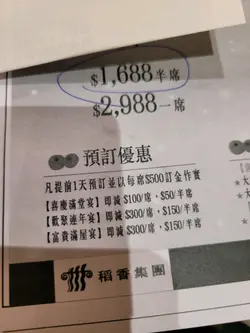 $1,688半席
$2,988一席
預訂優惠
凡提前1天預訂並以每席$500訂金作實
【喜慶滿堂宴】即減$100/席，$50/半席
【歡聚連年宴】即減$300/席，$150/半席
【富貴滿屋宴】即減$300/席，$150/半席
稻香集團